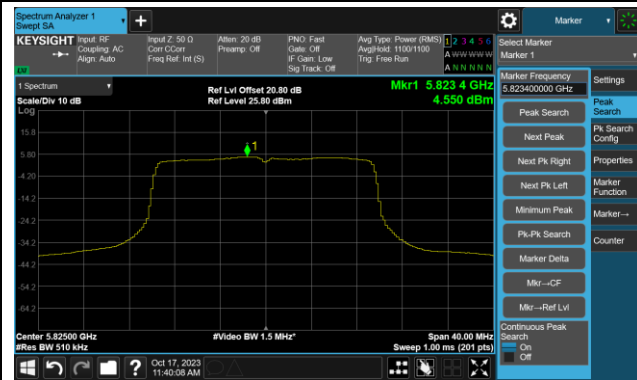 Spectrum Analyzer 1
Swept SA
Marker
KEYSIGHT
Input: RF
Coupling: AC
Align: Auto
Input Z: 50 Ω
Corr CCorr
Freq Ref: Int (S)
Atten: 20 dB
Preamp: Off
PNO: Fast
Gate: Off
IF Gain: Low
Sig Track: Off
Avg Type: Power (RMS)
Avg|Hold: 1100/1100
Trig: Free Run
1 2 3 4 5 6
A W W W W W
A N N N N N
Select Marker
Marker 1
1 Spectrum
Scale/Div 10 dB
Ref Lvl Offset 20.80 dB
Ref Level 25.80 dBm
Mkr1 5.823 4 GHz
4.550 dBm
Log
15.8
5.80
-4.20
-14.2
-24.2
-34.2
-44.2
-54.2
-64.2
1
Center 5.82500 GHz
#Res BW 510 kHz
#Video BW 1.5 MHz*
Span 40.00 MHz
Sweep 1.00 ms (201 pts)
Marker Frequency
5.823400000 GHz
Peak Search
Next Peak
Next Pk Right
Next Pk Left
Minimum Peak
Pk-Pk Search
Marker Delta
Mkr→CF
Mkr→Ref Lvl
Continuous Peak
Search
On
Off
Settings
Peak
Search
Pk Search
Config
Properties
Marker
Function
Marker→
Counter
Oct 17, 2023
11:40:08 AM